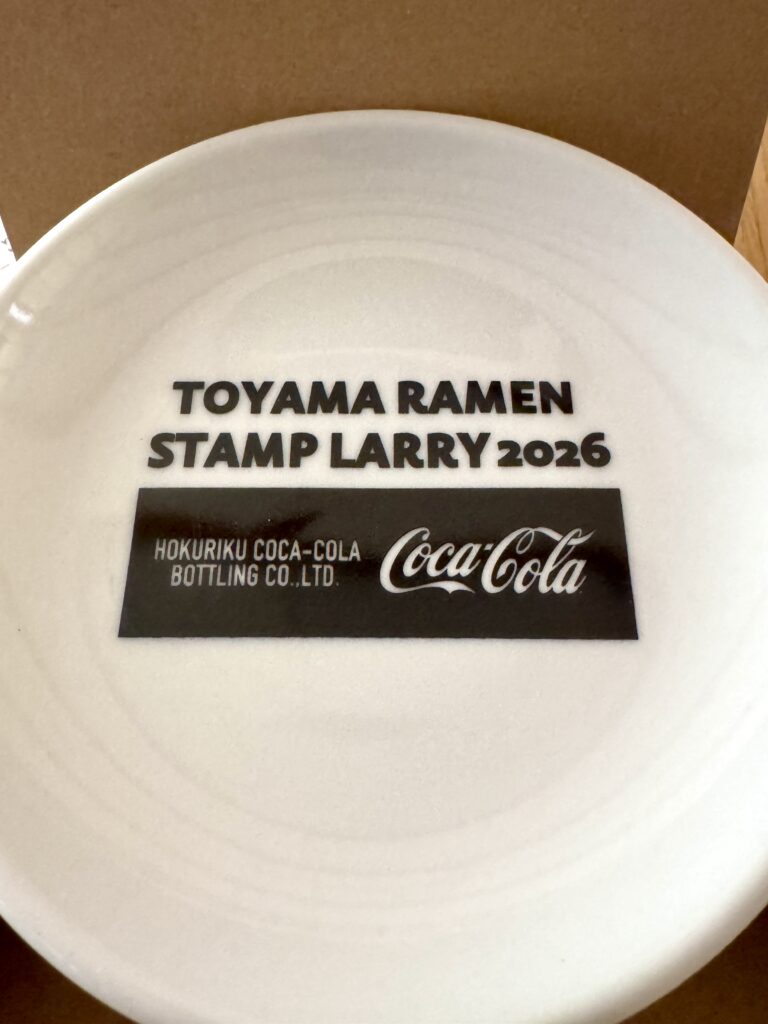 TOYAMA RAMEN
STAMP LARRY 2026
HOKURIKU COCA-COLA
BOTTLING CO.,LTD.
Coca-Cola